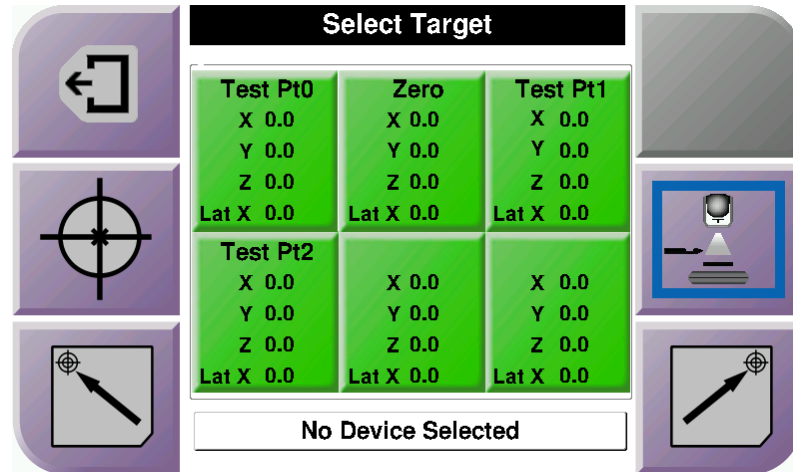 Select Target
Test Pt0 Zero Test Pt1
X 0.0 X 0.0 X 0.0
Y 0.0 Y 0.0 Y 0.0
Z 0.0 Z 0.0 Z 0.0
Lat X 0.0 Lat X 0.0 Lat X 0.0
Test Pt2
X 0.0 X 0.0 X 0.0
Y 0.0 Y 0.0 Y 0.0
Z 0.0 Z 0.0 Z 0.0
Lat X 0.0 Lat X 0.0 Lat X 0.0
No Device Selected